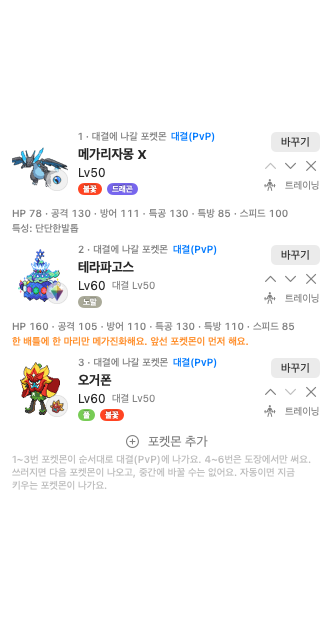 1 · 대결에 나갈 포켓몬 대결(PvP)
바꾸기
메가리자몽 X
Lv50
불꽃 드래곤
트레이닝
HP 78 · 공격 130 · 방어 111 · 특공 130 · 특방 85 · 스피드 100
특성: 단단한발톱
2 · 대결에 나갈 포켓몬 대결(PvP)
바꾸기
테라파고스
Lv60 대결 Lv50
노말
트레이닝
HP 160 · 공격 105 · 방어 110 · 특공 130 · 특방 110 · 스피드 85
한 배틀에 한 마리만 메가진화해요. 앞선 포켓몬이 먼저 해요.
3 · 대결에 나갈 포켓몬 대결(PvP)
바꾸기
오거폰
Lv60 대결 Lv50
풀 불꽃
트레이닝
포켓몬 추가
1~3번 포켓몬이 순서대로 대결(PvP)에 나가요. 4~6번은 도장에서만 써요.
쓰러지면 다음 포켓몬이 나오고, 중간에 바꿀 수는 없어요. 자동이면 지금
키우는 포켓몬이 나가요.